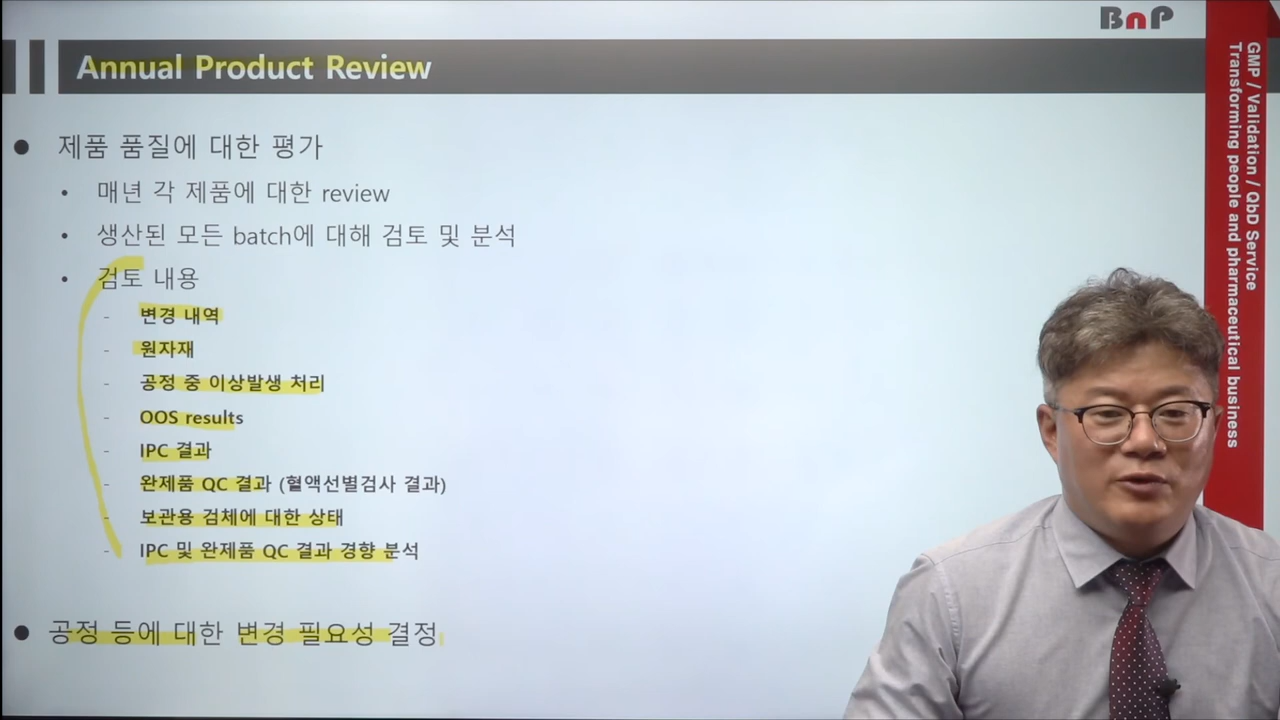 BnP
Annual Product Review
● 제품 품질에 대한 평가
• 매년 각 제품에 대한 review
• 생산된 모든 batch에 대해 검토 및 분석
• 검토 내용
- 변경 내역
- 원자재
- 공정 중 이상발생 처리
- OOS results
- IPC 결과
- 완제품 QC 결과 (혈액선별검사 결과)
- 보관용 검체에 대한 상태
- IPC 및 완제품 QC 결과 경향 분석
● 공정 등에 대한 변경 필요성 결정
GMP / Validation / QbD Service
Transforming people and pharmaceutical business